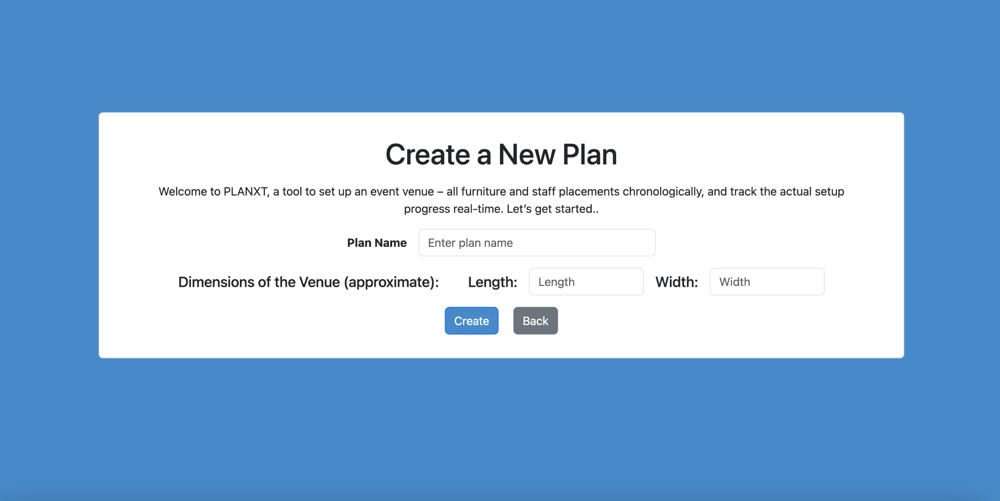 Create a New Plan
Welcome to PLANXT, a tool to set up an event venue – all furniture and staff placements chronologically, and track the actual setup
progress real-time. Let’s get started..
Plan Name Enter plan name
Dimensions of the Venue (approximate): Length: Length Width: Width
Create Back